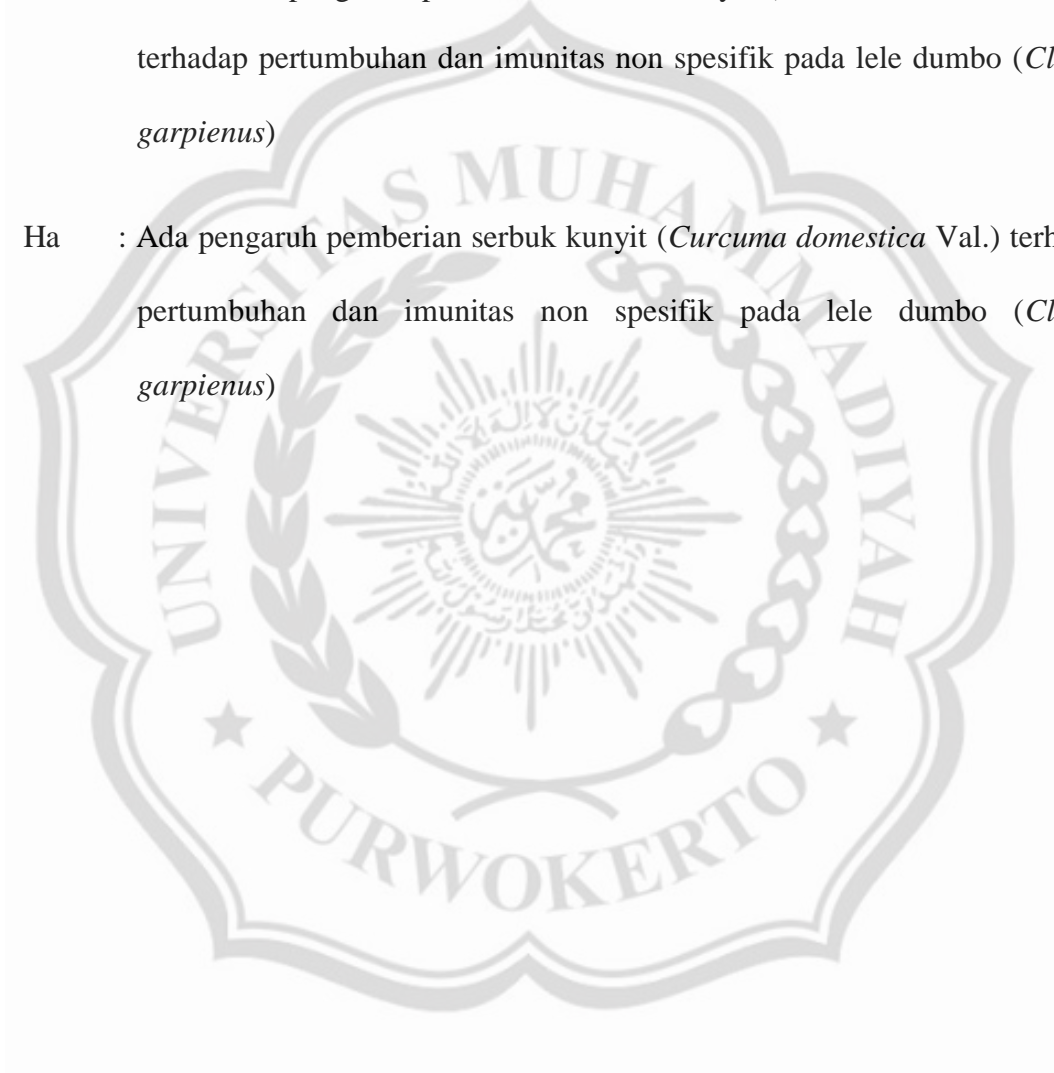 terhadap pertumbuhan dan imunitas non spesifik pada lele dumbo (Cl
garpienus)
Ha : Ada pengaruh pemberian serbuk kunyit (Curcuma domestica Val.) terh
pertumbuhan dan imunitas non spesifik pada lele dumbo (Cl
garpienus)
UNIVERSITAS MUHAMMADIYAH
PURWOKERTO